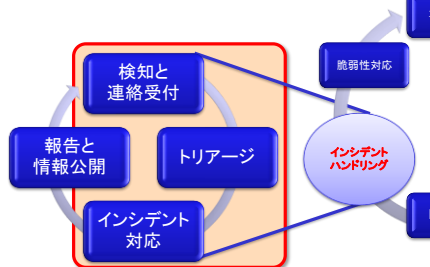 検知と
連絡受付
脆弱性対応
報告と
情報公開
トリアージ
インシデント
ハンドリング
インシデント
対応